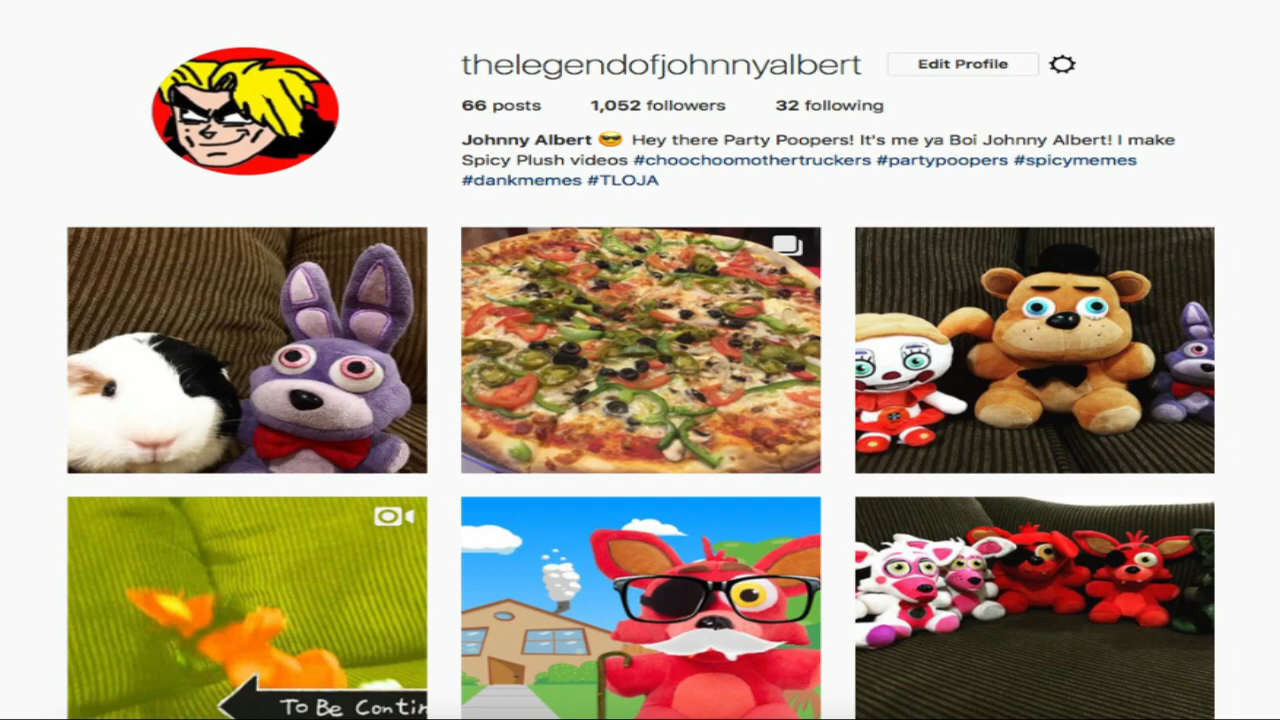 thelegendofjohnnyalbert Edit Profile
66 posts 1,052 followers 32 following
Johnny Albert 😎 Hey there Party Poopers! It's me ya Boi Johnny Albert! I make
Spicy Plush videos #choochoomothertruckers #partypoopers #spicymemes
#dankmemes #TLOJA
To Be Contin